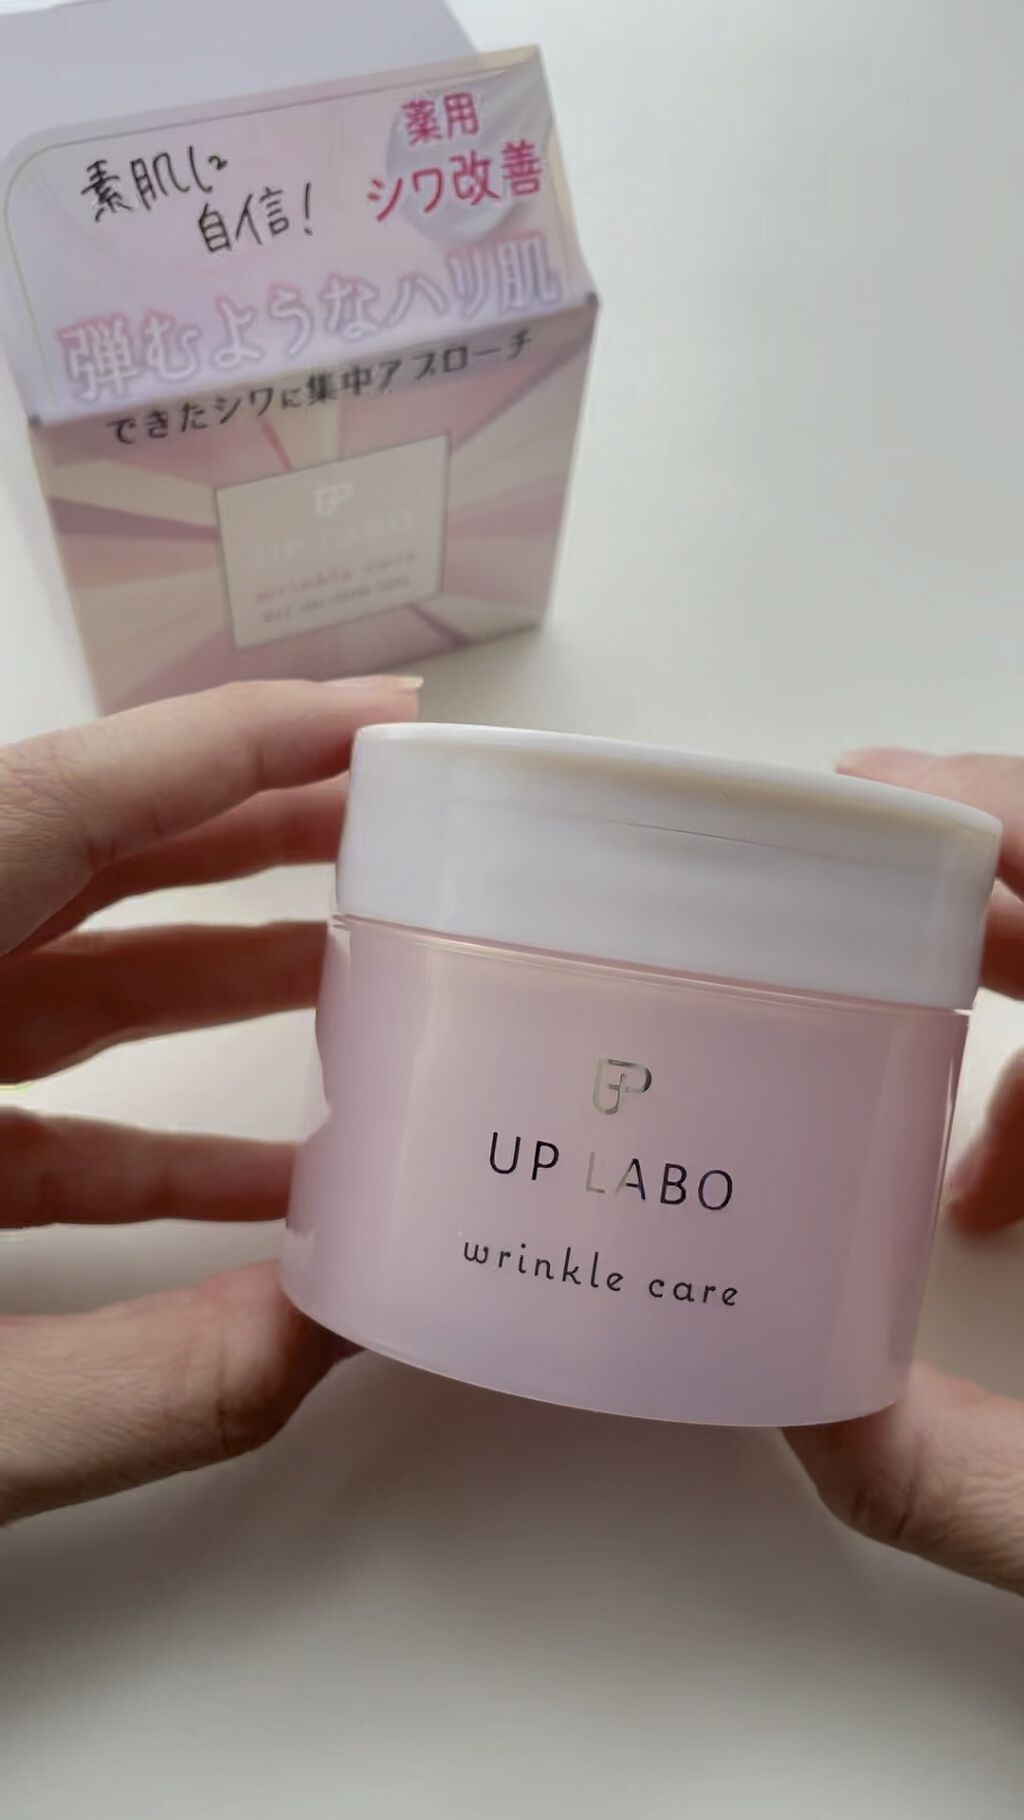 素肌に
自信!
薬用
シワ改善
弾むようなハリ肌
できたシワに集中アプローチ
UP LABO
wrinkle care
UP LABO
wrinkle care